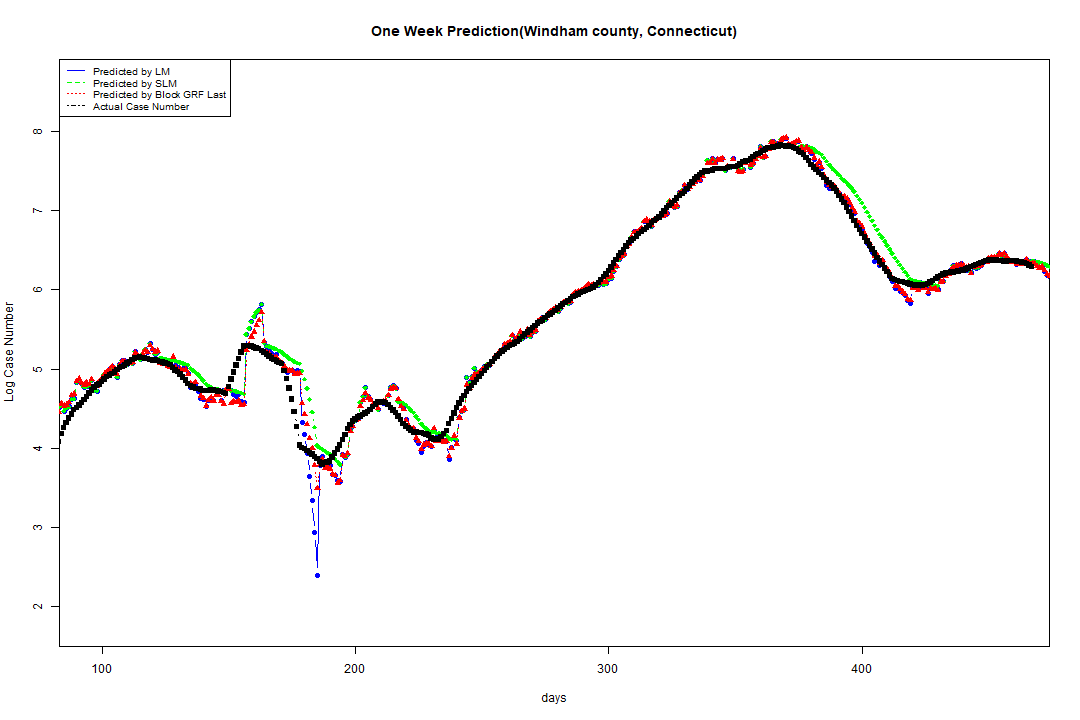 One Week Prediction(Windham county, Connecticut)
Predicted by LM
Predicted by SLM
Predicted by Block GRF Last
Actual Case Number
8
7
6
5
4
3
2
Log Case Number
100 200 300 400
days